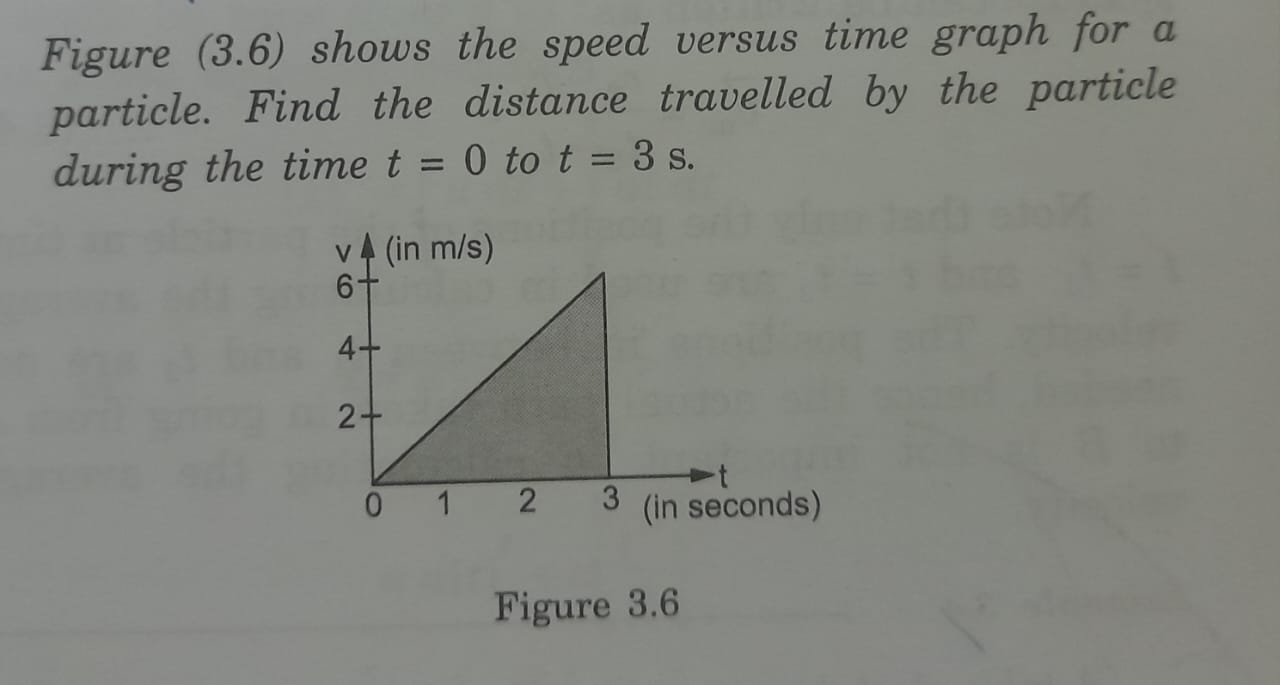 Figure (3.6) shows the speed versus time graph for a
particle. Find the distance travelled by the particle
during the time t = 0 to t = 3 s.
v (in m/s)
6
4
2
t
0 1 2 3 (in seconds)
Figure 3.6